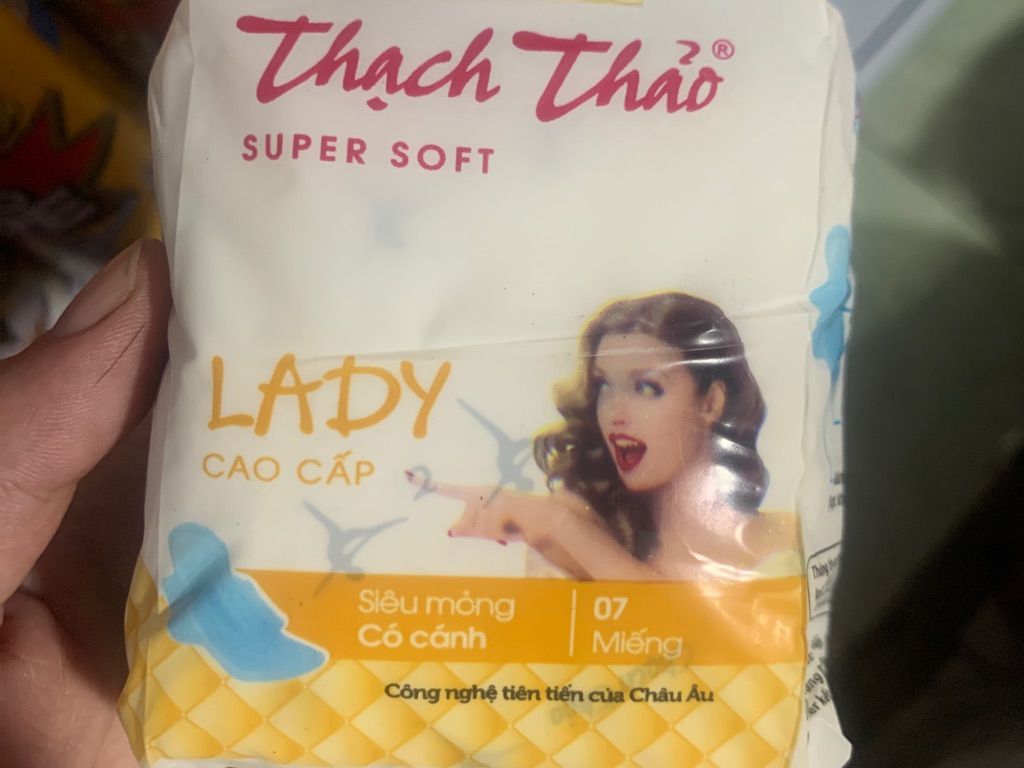 Thạch Thảo®
SUPER SOFT
LADY
CAO CẤP
Siêu mỏng
Có cánh
07
Miếng
Công nghệ tiên tiến của Châu Âu